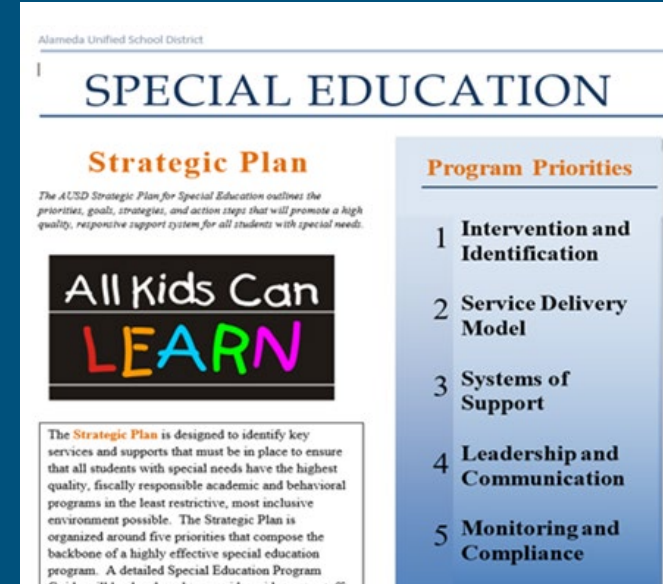 Alameda Unified School District
SPECIAL EDUCATION
Strategic Plan
The AUSD Strategic Plan for Special Education outlines the
priorities, goals, strategies, and action steps that will promote a high
quality, responsive support system for all students with special needs.
All Kids Can
LEARN
The Strategic Plan is designed to identify key
services and supports that must be in place to ensure
that all students with special needs have the highest
quality, fiscally responsible academic and behavioral
programs in the least restrictive, most inclusive
environment possible. The Strategic Plan is
organized around five priorities that compose the
backbone of a highly effective special education
program. A detailed Special Education Program
Program Priorities
1 Intervention and
Identification
2 Service Delivery
Model
3 Systems of
Support
4 Leadership and
Communication
5 Monitoring and
Compliance